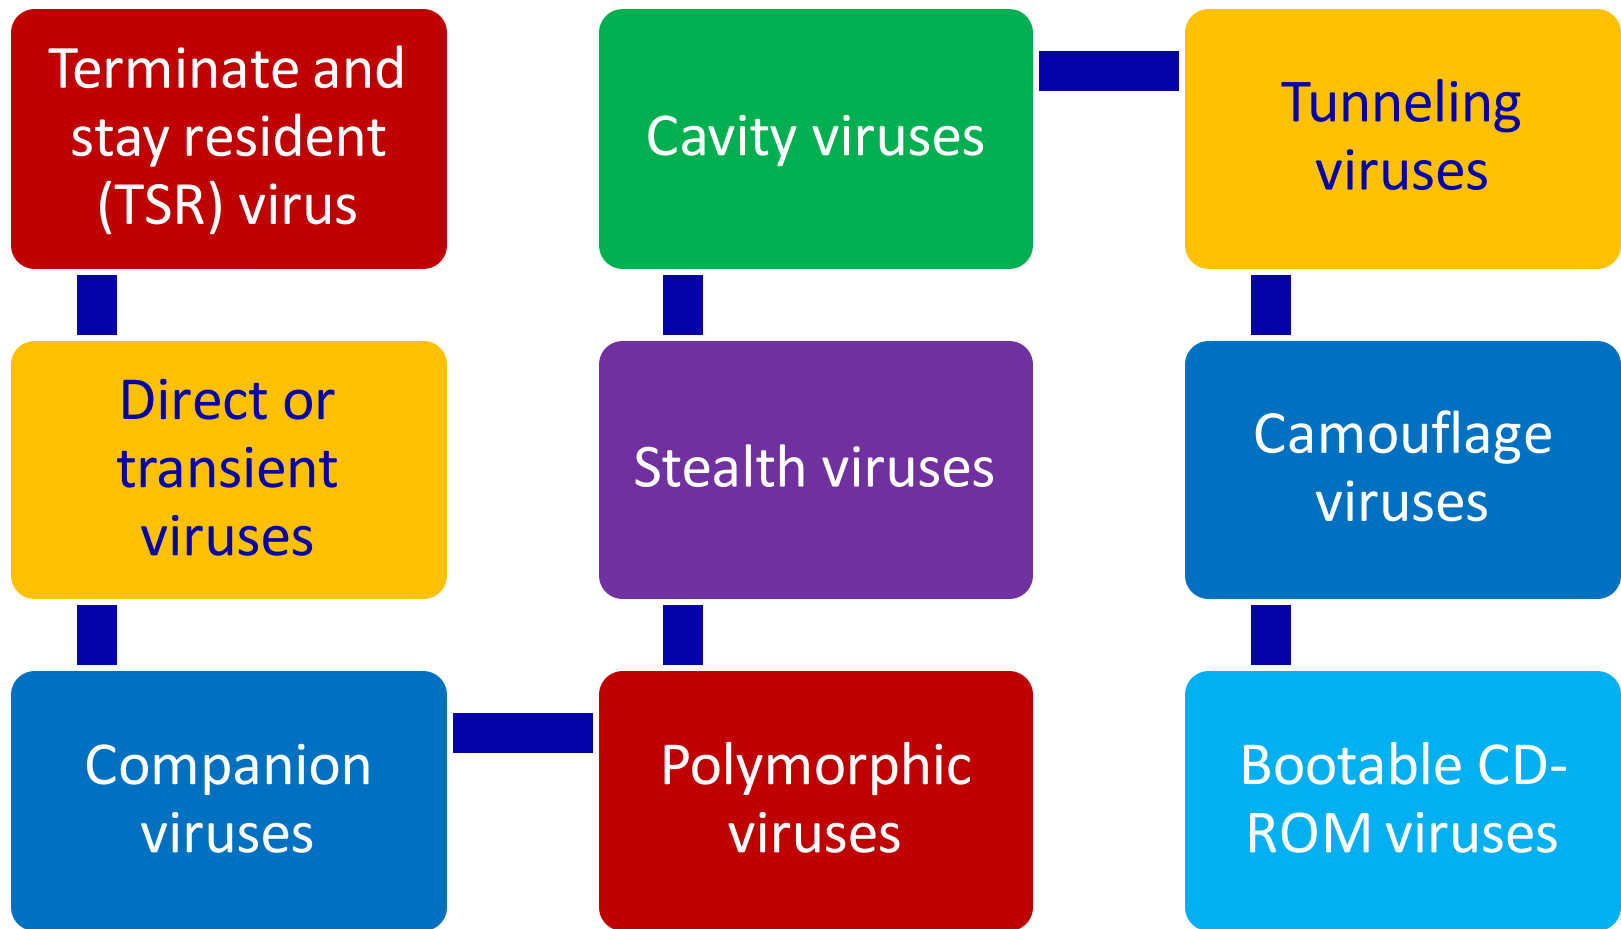 Terminate and
stay resident
(TSR) virus
Direct or
transient
viruses
Companion
viruses
Polymorphic
viruses
Stealth viruses
Cavity viruses
Tunneling
viruses
Camouflage
viruses
Bootable CD-
ROM viruses